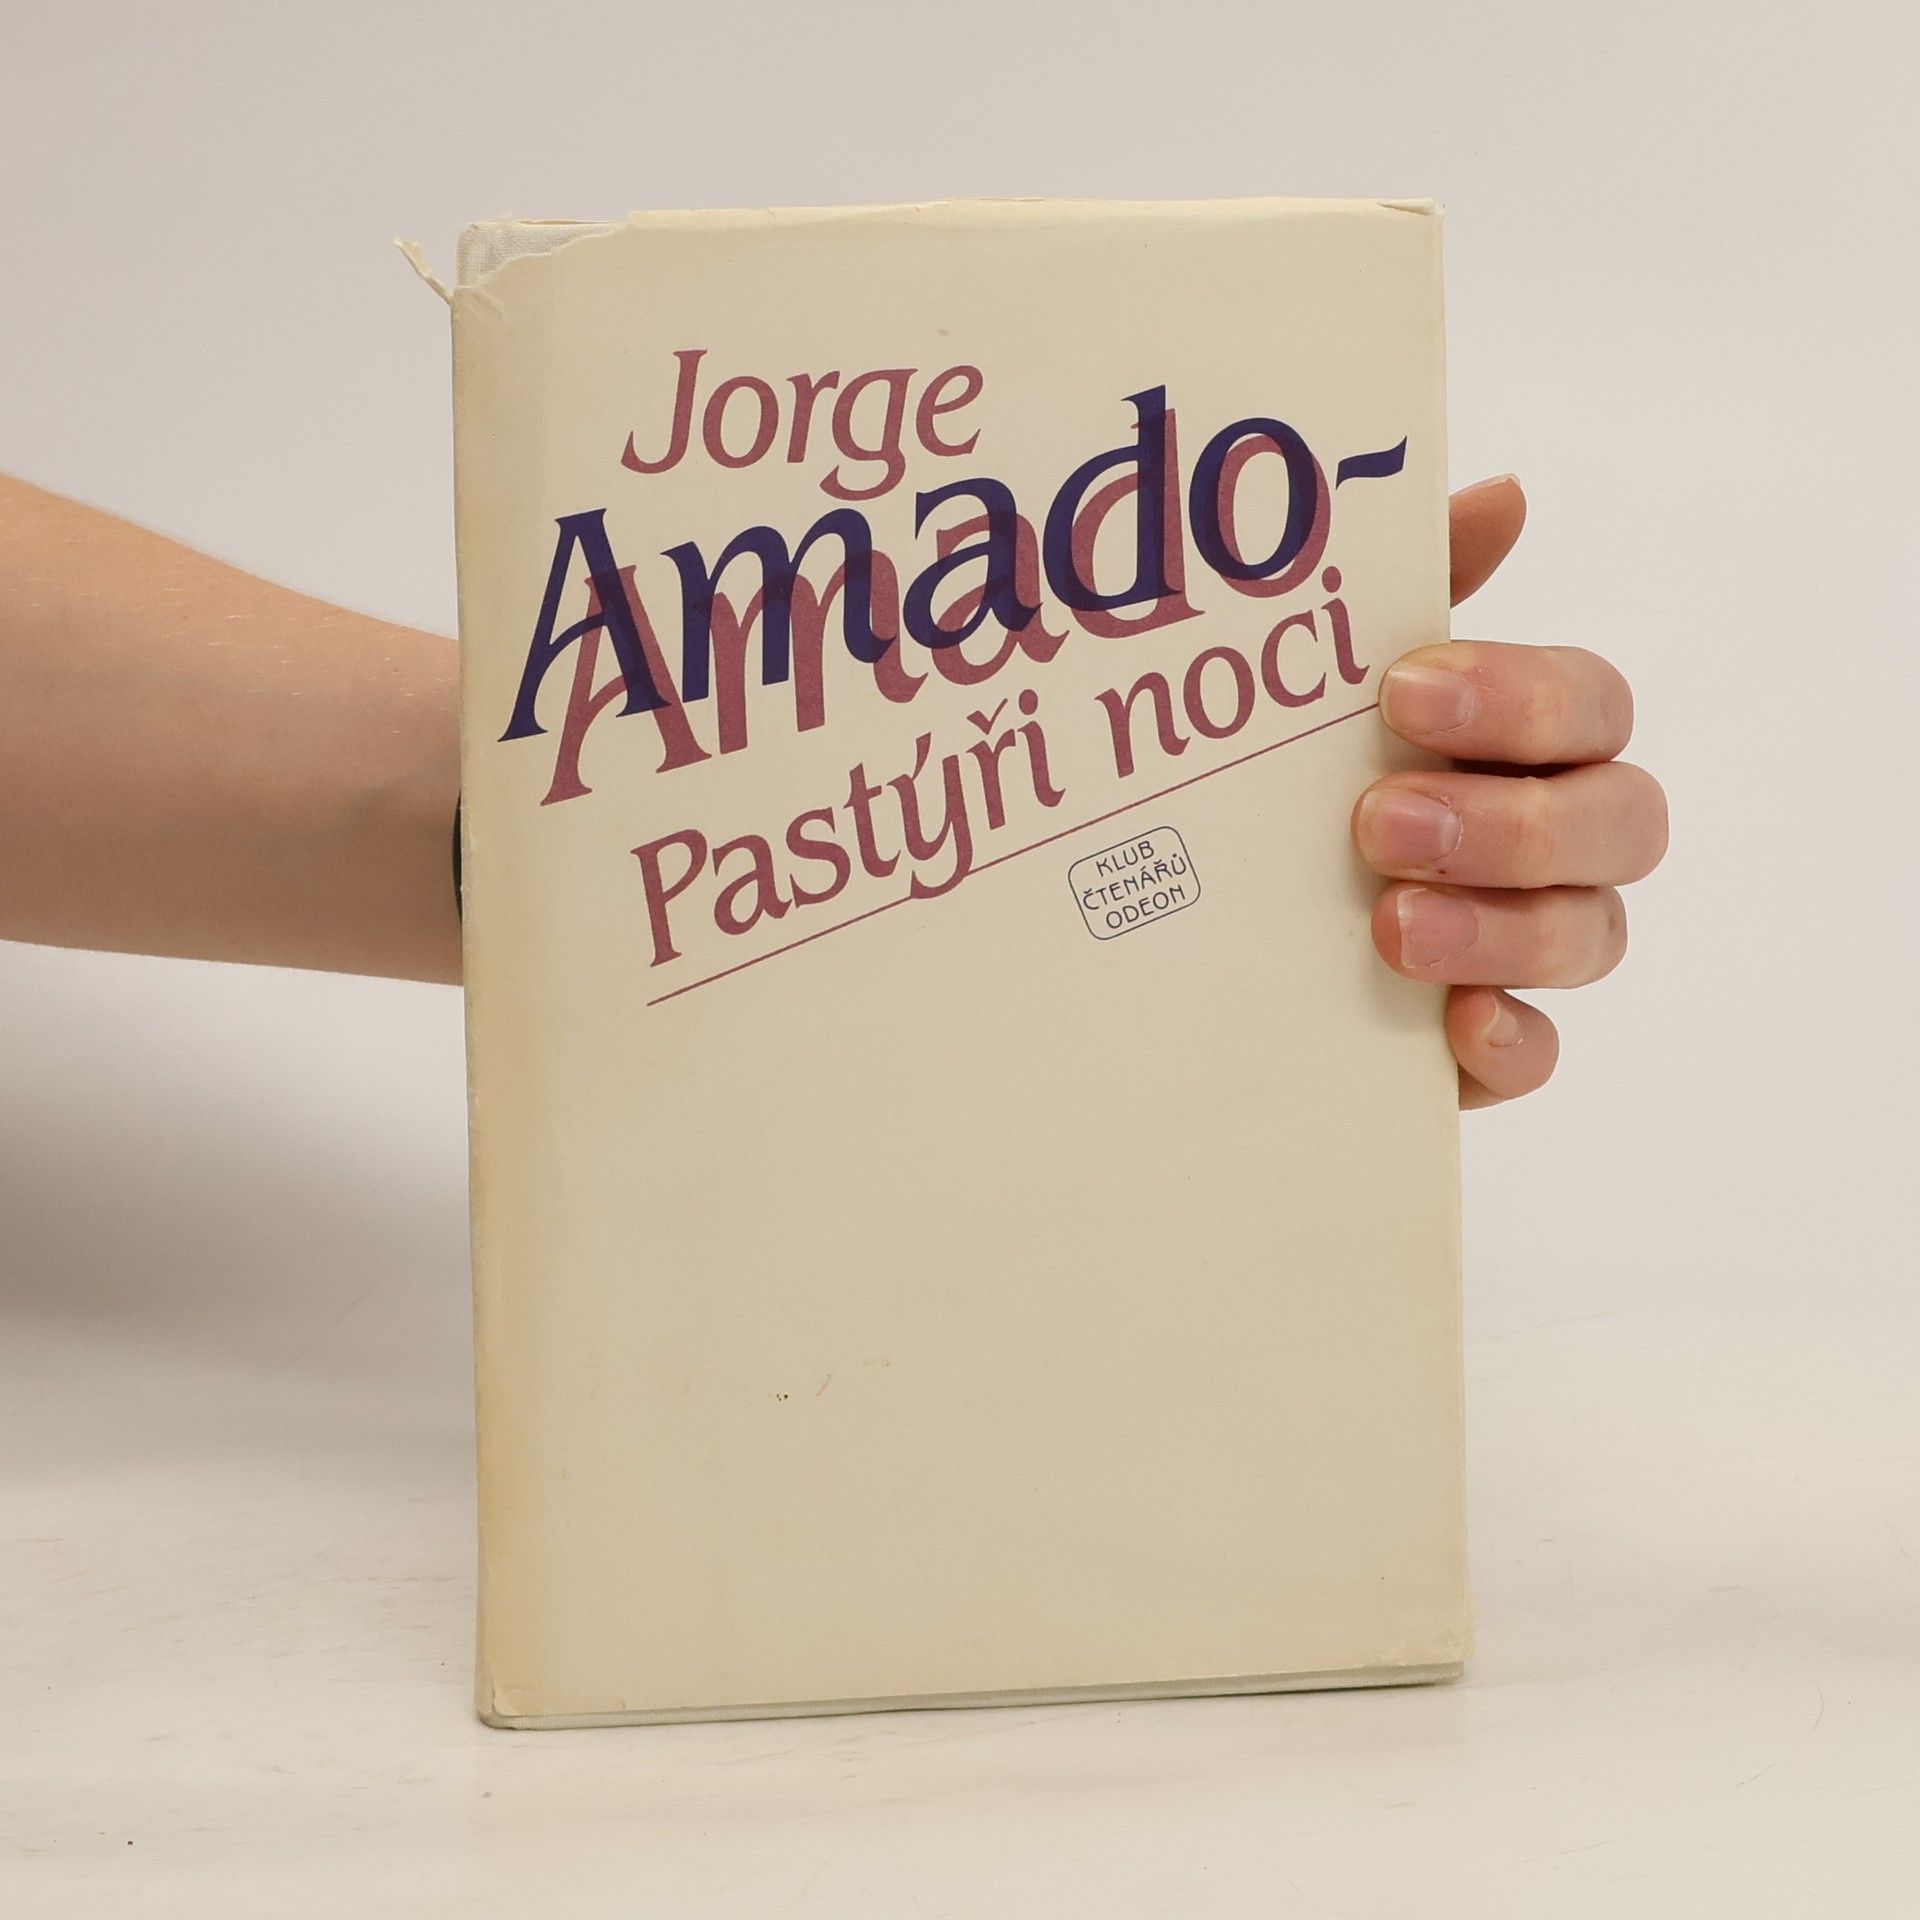 Jorge
Amado-
Amado
Pastýři noci
KLUB
ČTENÁŘŮ
ODEON